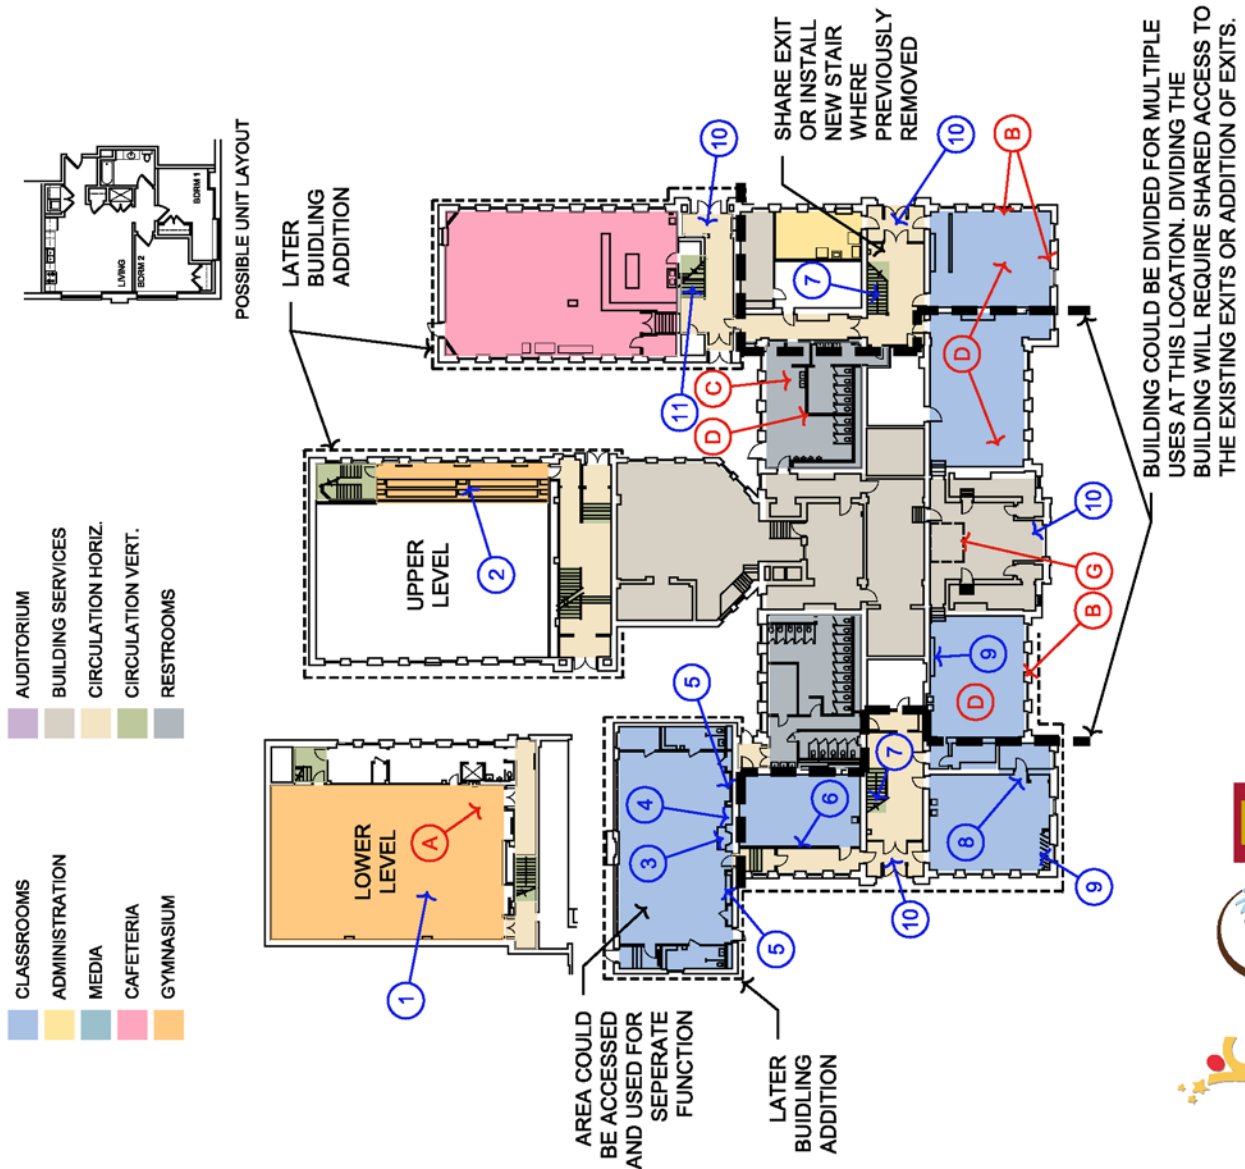 AUDITORIUM
BUILDING SERVICES
CIRCULATION HORIZ.
CIRCULATION VERT.
RESTROOMS
CLASSROOMS
ADMINISTRATION
MEDIA
CAFETERIA
GYMNASIUM
LIVING
BDRM 2
BDRM 1
POSSIBLE UNIT LAYOUT
LATER
BUIDLING
ADDITION
SHARE EXIT
OR INSTALL
NEW STAIR
WHERE
PREVIOUSLY
REMOVED
UPPER
LEVEL
LOWER
LEVEL
AREA COULD
BE ACCESSED
AND USED FOR
SEPERATE
FUNCTION
LATER
BUIDLING
ADDITION
BUILDING COULD BE DIVIDED FOR MULTIPLE
USES AT THIS LOCATION. DIVIDING THE
BUILDING WILL REQUIRE SHARED ACCESS TO
THE EXISTING EXITS OR ADDITION OF EXITS.
1
A
2
3
4
5
5
6
7
8
9
9
10
D
B
G
10
C
D
11
10
7
10
D
B